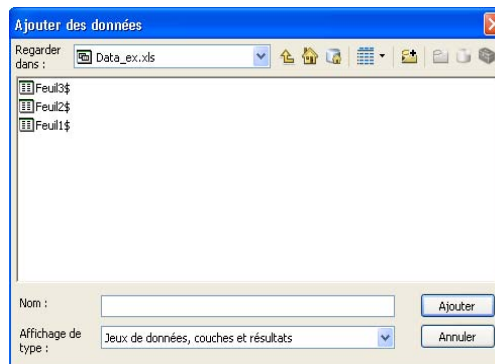 Ajouter des données
Regarder dans :
Data_ex.xls
Feuil3$
Feuil2$
Feuil1$
Nom :
Ajouter
Affichage de type :
Jeux de données, couches et résultats
Annuler